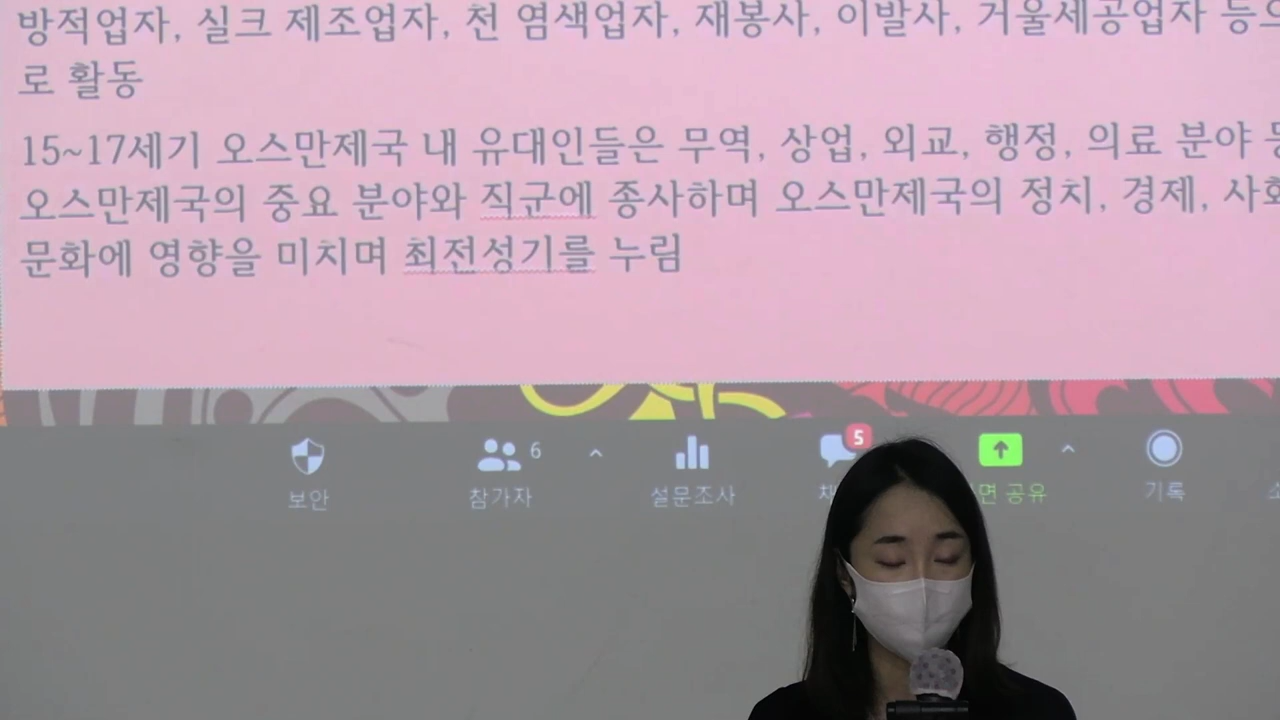 방적업자, 실크 제조업자, 천 염색업자, 재봉사, 이발사, 거울세공업자 등으
로 활동
15~17세기 오스만제국 내 유대인들은 무역, 상업, 외교, 행정, 의료 분야
오스만제국의 중요 분야와 직군에 종사하며 오스만제국의 정치, 경제,
문화에 영향을 미치며 최전성기를 누림
6
5
보안
참가자
설문조사
면 공유
기록